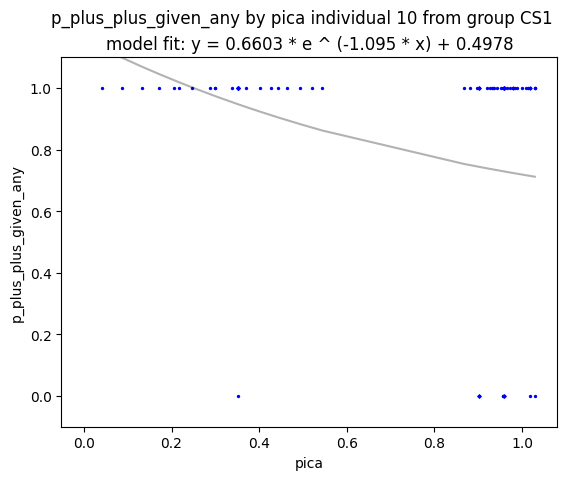 p_plus_plus_given_any by pica individual 10 from group CS1
model fit: y = 0.6603 * e ^ (-1.095 * x) + 0.4978
1.0
0.8
0.6
0.4
0.2
0.0
p_plus_plus_given_any
0.0 0.2 0.4 0.6 0.8 1.0
pica